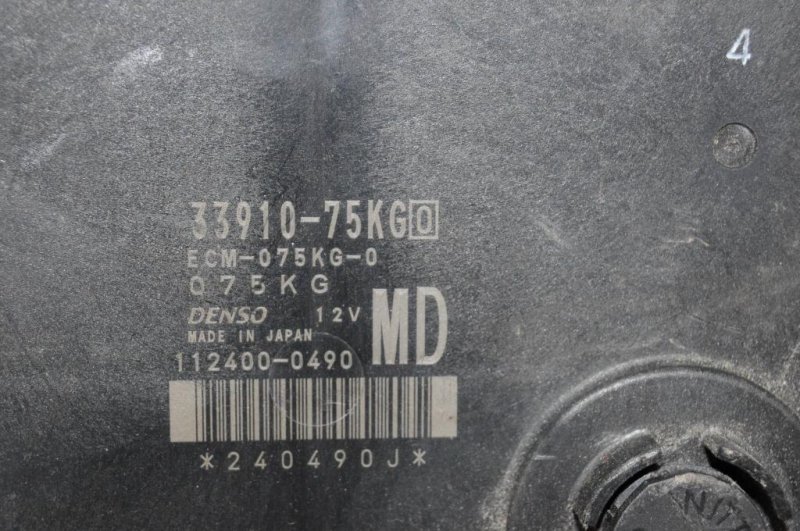 4
33910-75KG0
ECM-075KG-0
075KG
DENSO 12V MD
MADE IN JAPAN
112400-0490
*240490J*